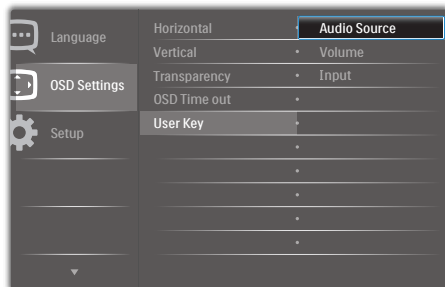 Language
OSD Settings
Setup
Horizontal
Vertical
Transparency
OSD Time out
User Key
Audio Source
Volume
Input